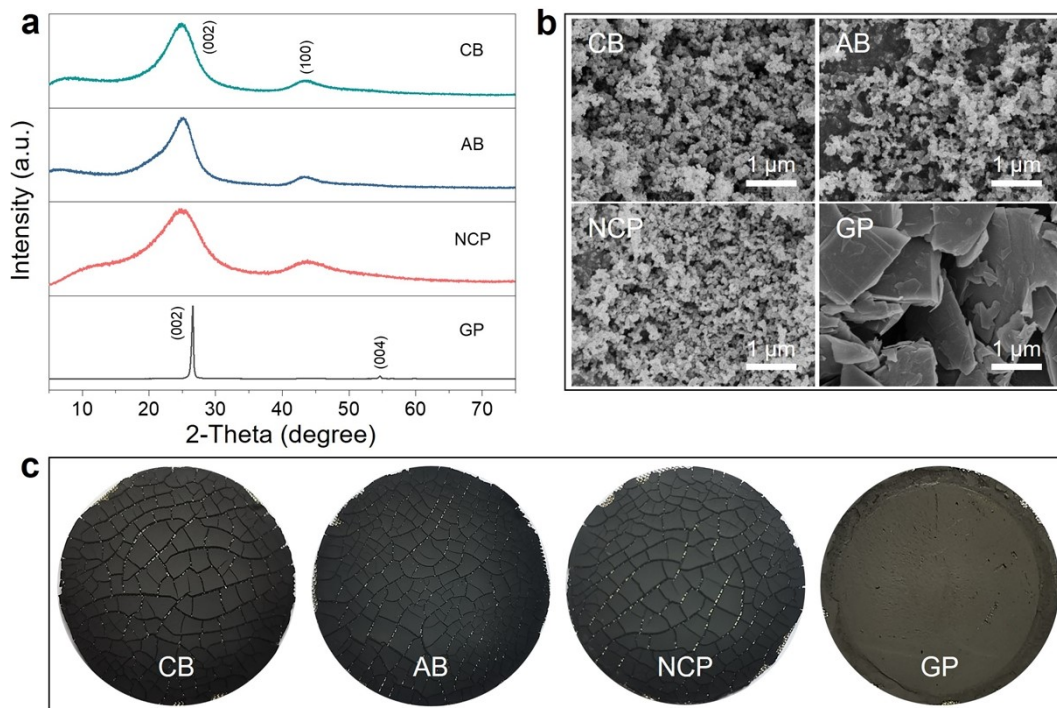 a
Intensity (a.u.)
(002)
(100)
CB
AB
NCP
(002)
(004)
GP
10 20 30 40 50 60 70
2-Theta (degree)
b
CB
1 µm
AB
1 µm
NCP
1 µm
GP
1 µm
c
CB
AB
NCP
GP